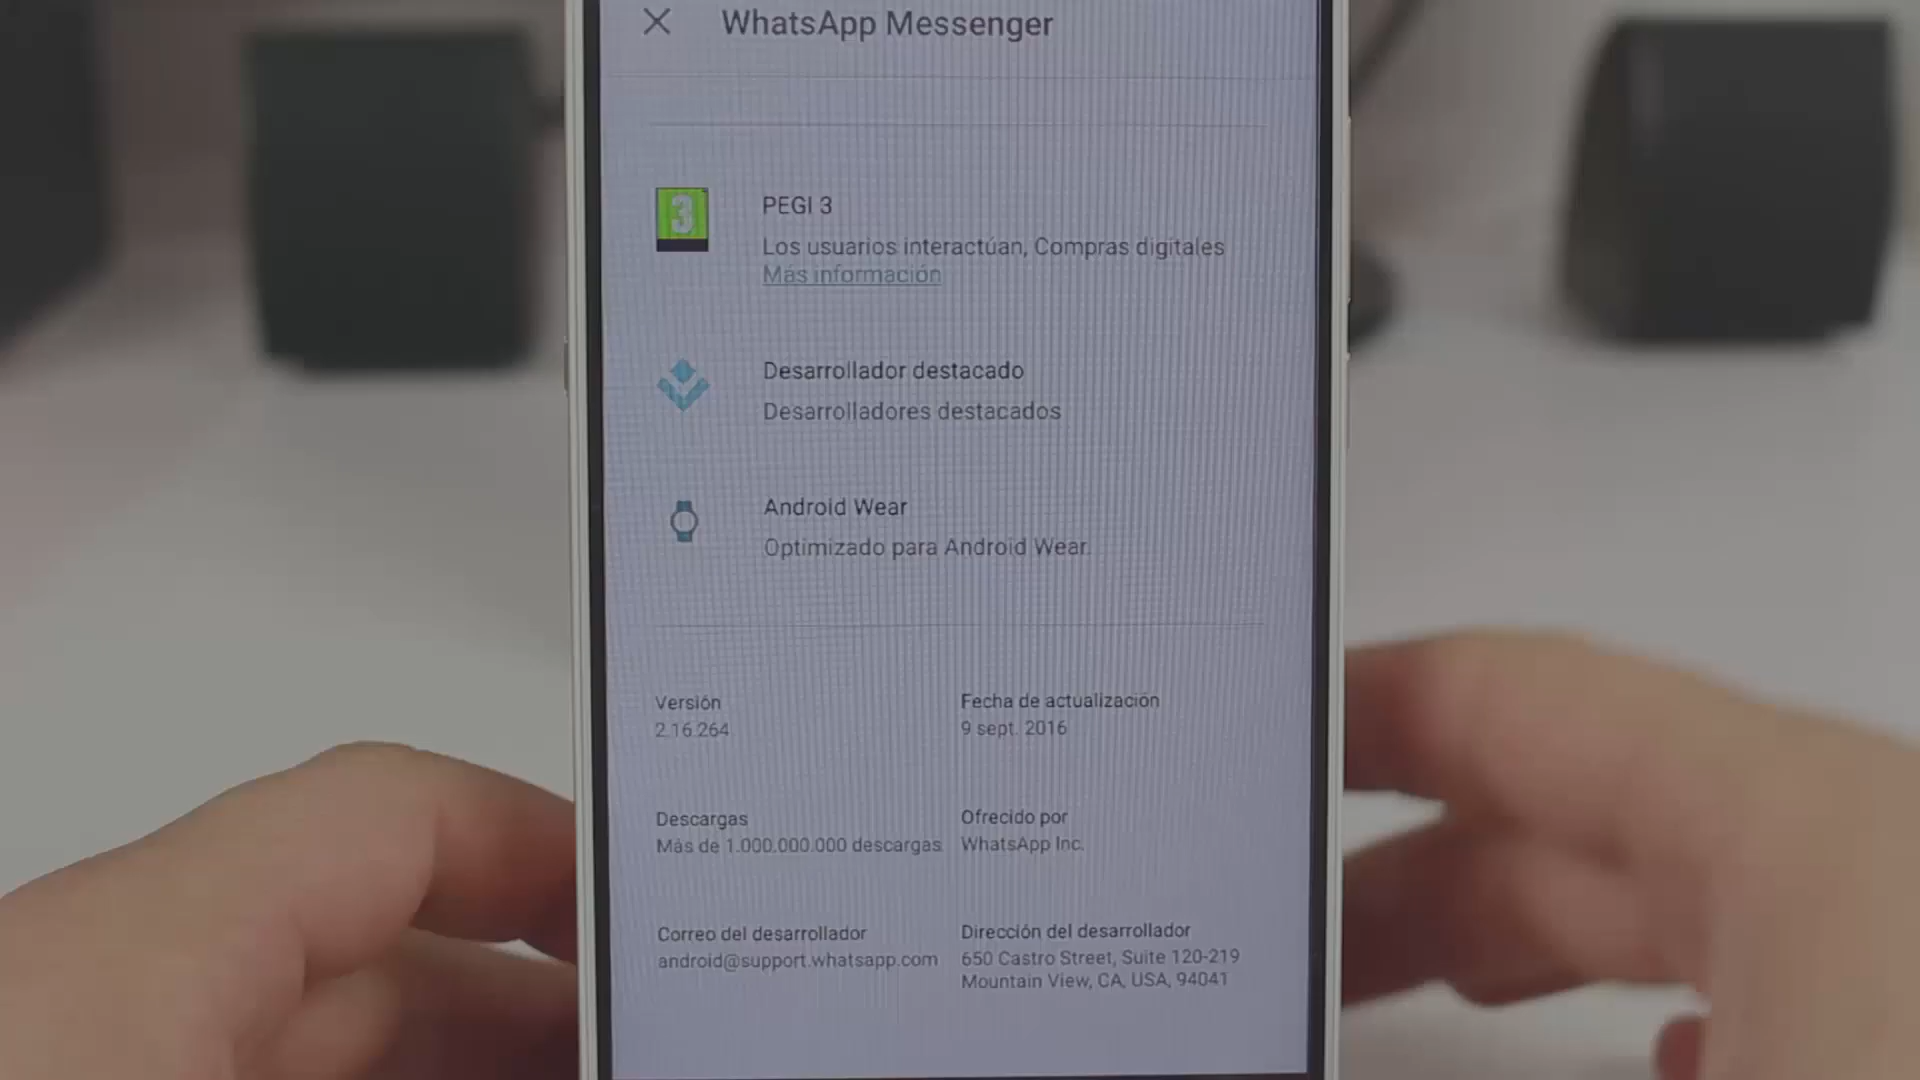 WhatsApp Messenger
3
PEGI 3
Los usuarios interactúan, Compras digitales
Más información
Desarrollador destacado
Desarrolladores destacados
Android Wear
Optimizado para Android Wear.
Versión
2.16.264
Fecha de actualización
9 sept. 2016
Descargas
Más de 1.000.000.000 descargas
Ofrecido por
WhatsApp Inc.
Correo del desarrollador
android@support.whatsapp.com
Dirección del desarrollador
650 Castro Street, Suite 120-219
Mountain View, CA, USA, 94041